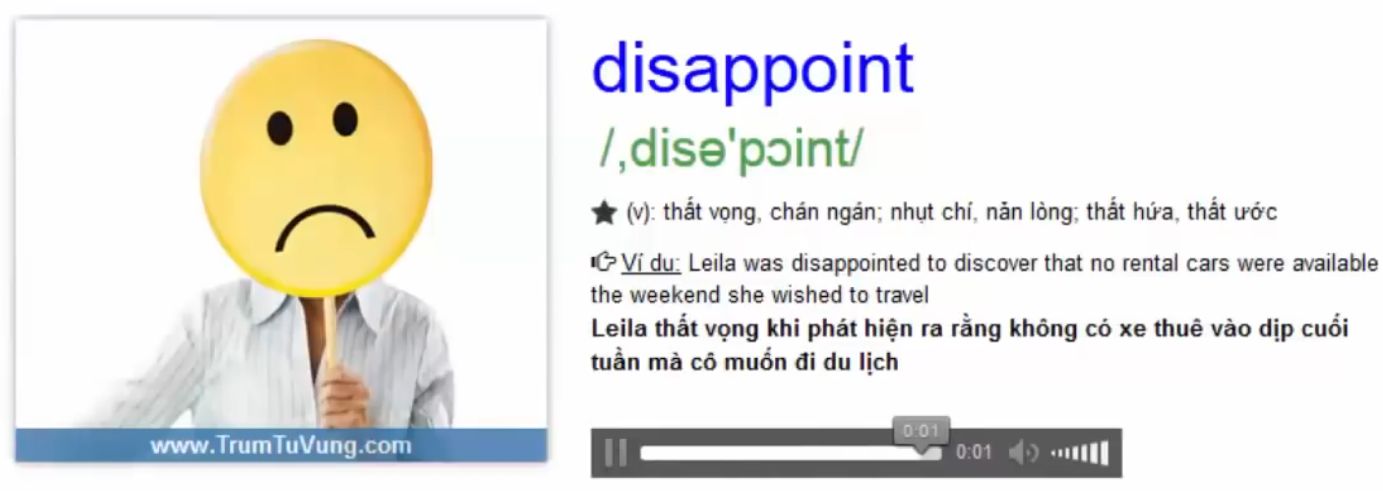 disappoint
/,disə'pɔint/
(v): thất vọng, chán ngán; nhụt chí, nản lòng; thất hứa, thất ước
Ví du: Leila was disappointed to discover that no rental cars were available
the weekend she wished to travel
Leila thất vọng khi phát hiện ra rằng không có xe thuê vào dịp cuối
tuần mà cô muốn đi du lịch
www.TrumTuVung.com
0:01
0:01